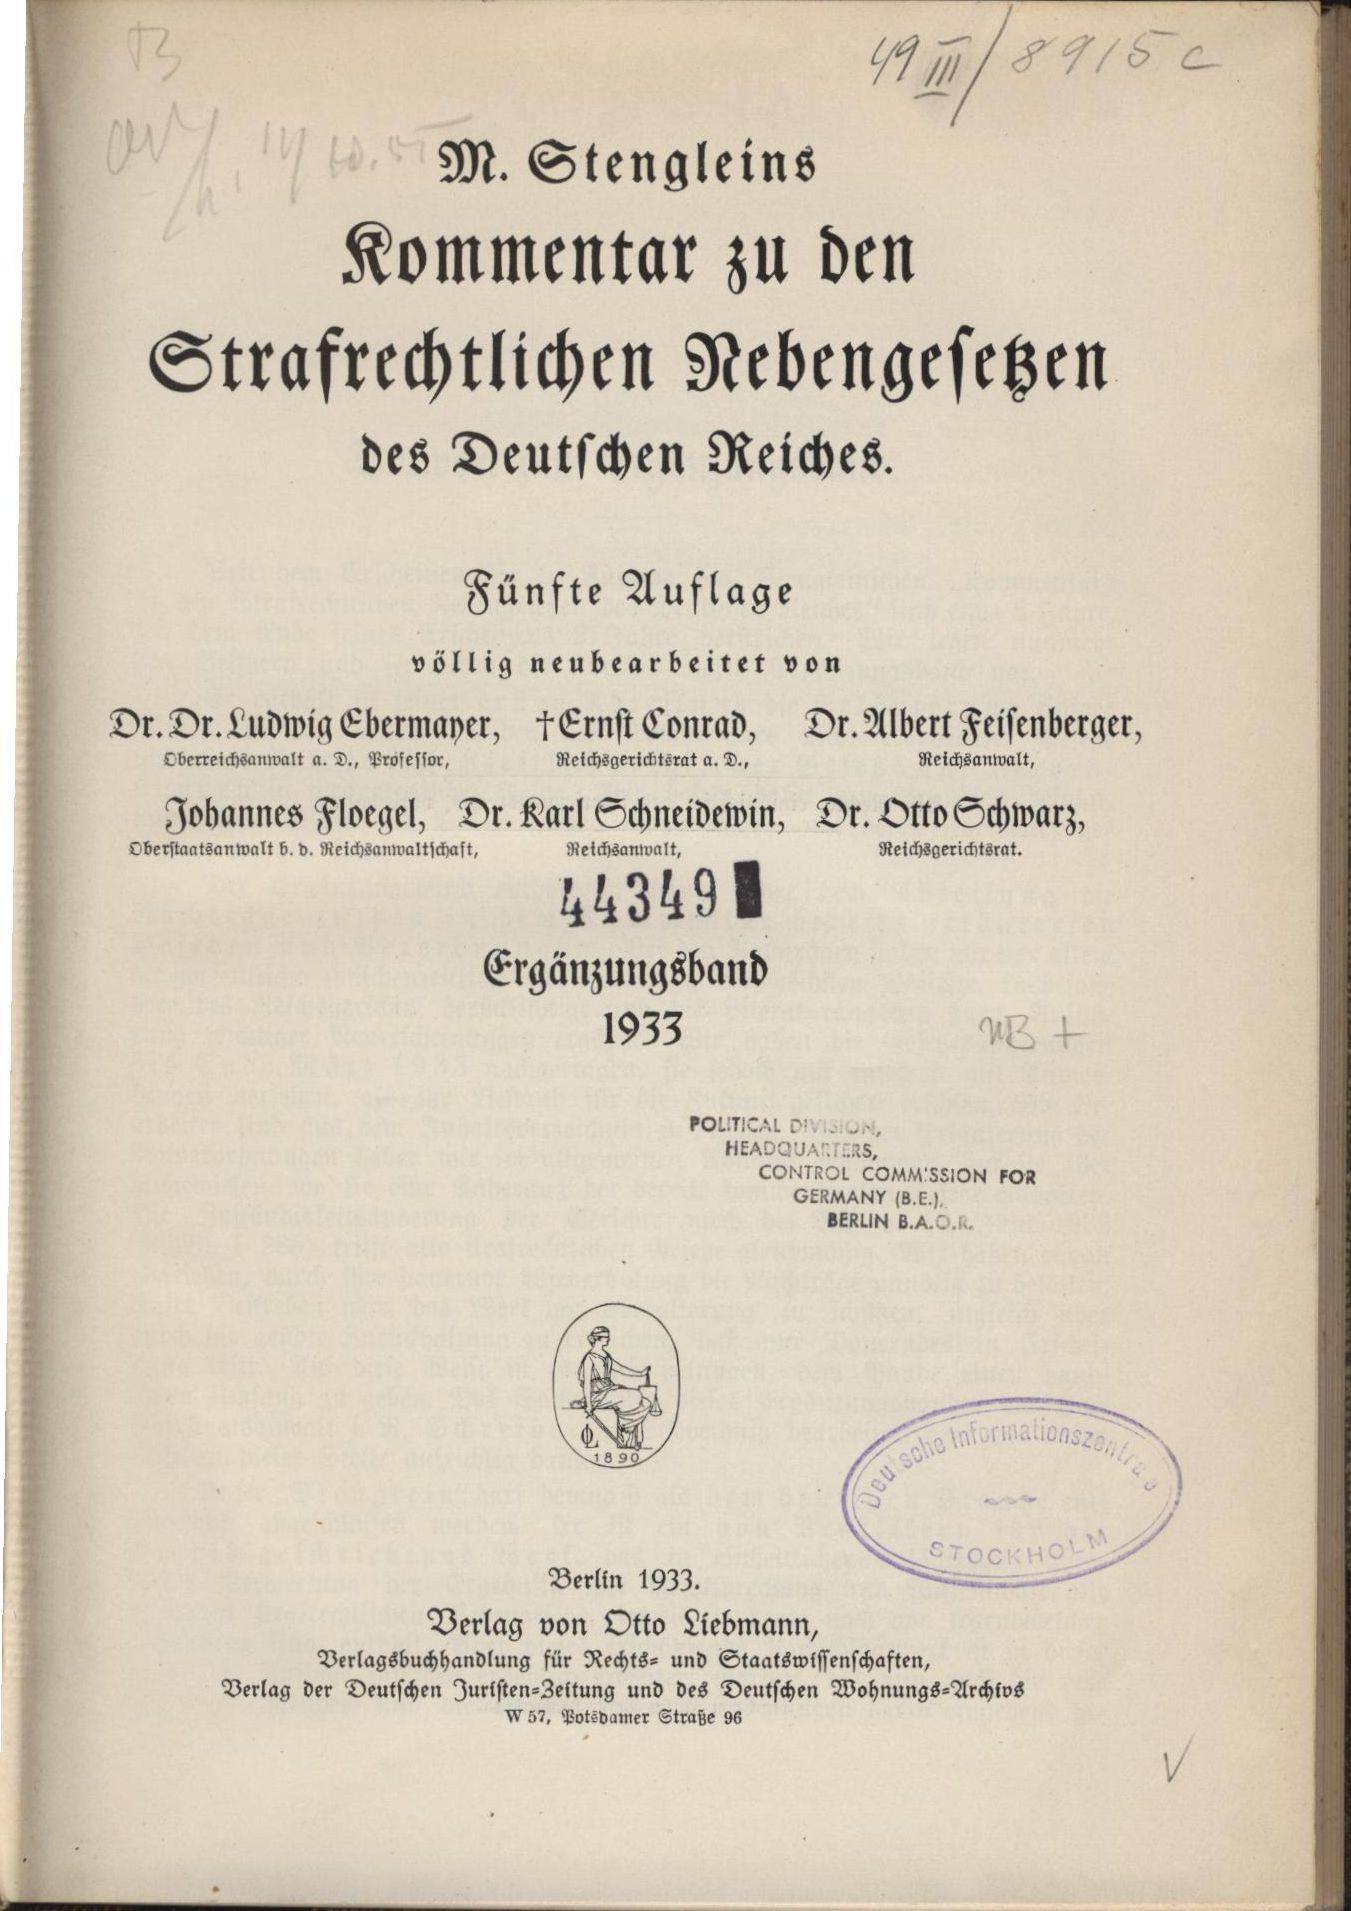 49 III / 8915 c
M. Stengleins
Kommentar zu den
Strafrechtlichen Nebengesetzen
des Deutschen Reiches.
Fünfte Auflage
völlig neubearbeitet von
Dr. Dr. Ludwig Ebermayer, † Ernst Conrad, Dr. Albert Feisenberger,
Oberreichsanwalt a. D., Professor, Reichsgerichtsrat a. D., Reichsanwalt,
Johannes Floegel, Dr. Karl Schneidewin, Dr. Otto Schwarz,
Oberstaatsanwalt b. d. Reichsanwaltschaft, Reichsanwalt, Reichsgerichtsrat.
44349
Ergänzungsband
1933
NB +
POLITICAL DIVISION,
HEADQUARTERS,
CONTROL COMMISSION FOR
GERMANY (B.E.),
BERLIN B.A.O.R.
OL
1890
Deutsche Informationszentrale
STOCKHOLM
Berlin 1933.
Verlag von Otto Liebmann,
Verlagsbuchhandlung für Rechts- und Staatswissenschaften,
Verlag der Deutschen Juristen-Zeitung und des Deutschen Wohnungs-Archivs
W 57, Potsdamer Straße 96